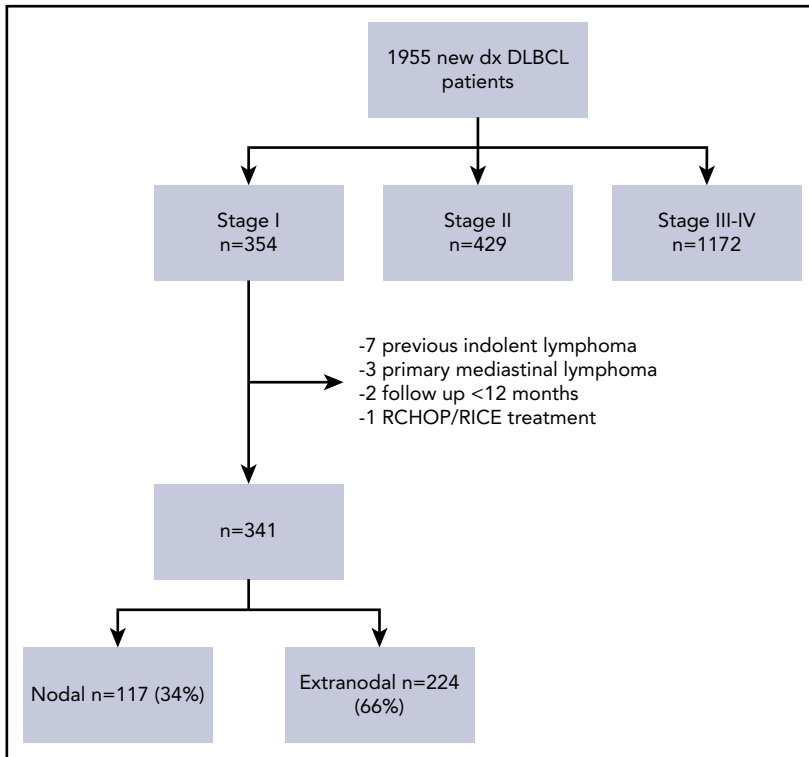 1955 new dx DLBCL
patients
Stage I
n=354
Stage II
n=429
Stage III-IV
n=1172
-7 previous indolent lymphoma
-3 primary mediastinal lymphoma
-2 follow up <12 months
-1 RCHOP/RICE treatment
n=341
Nodal n=117 (34%)
Extranodal n=224
(66%)